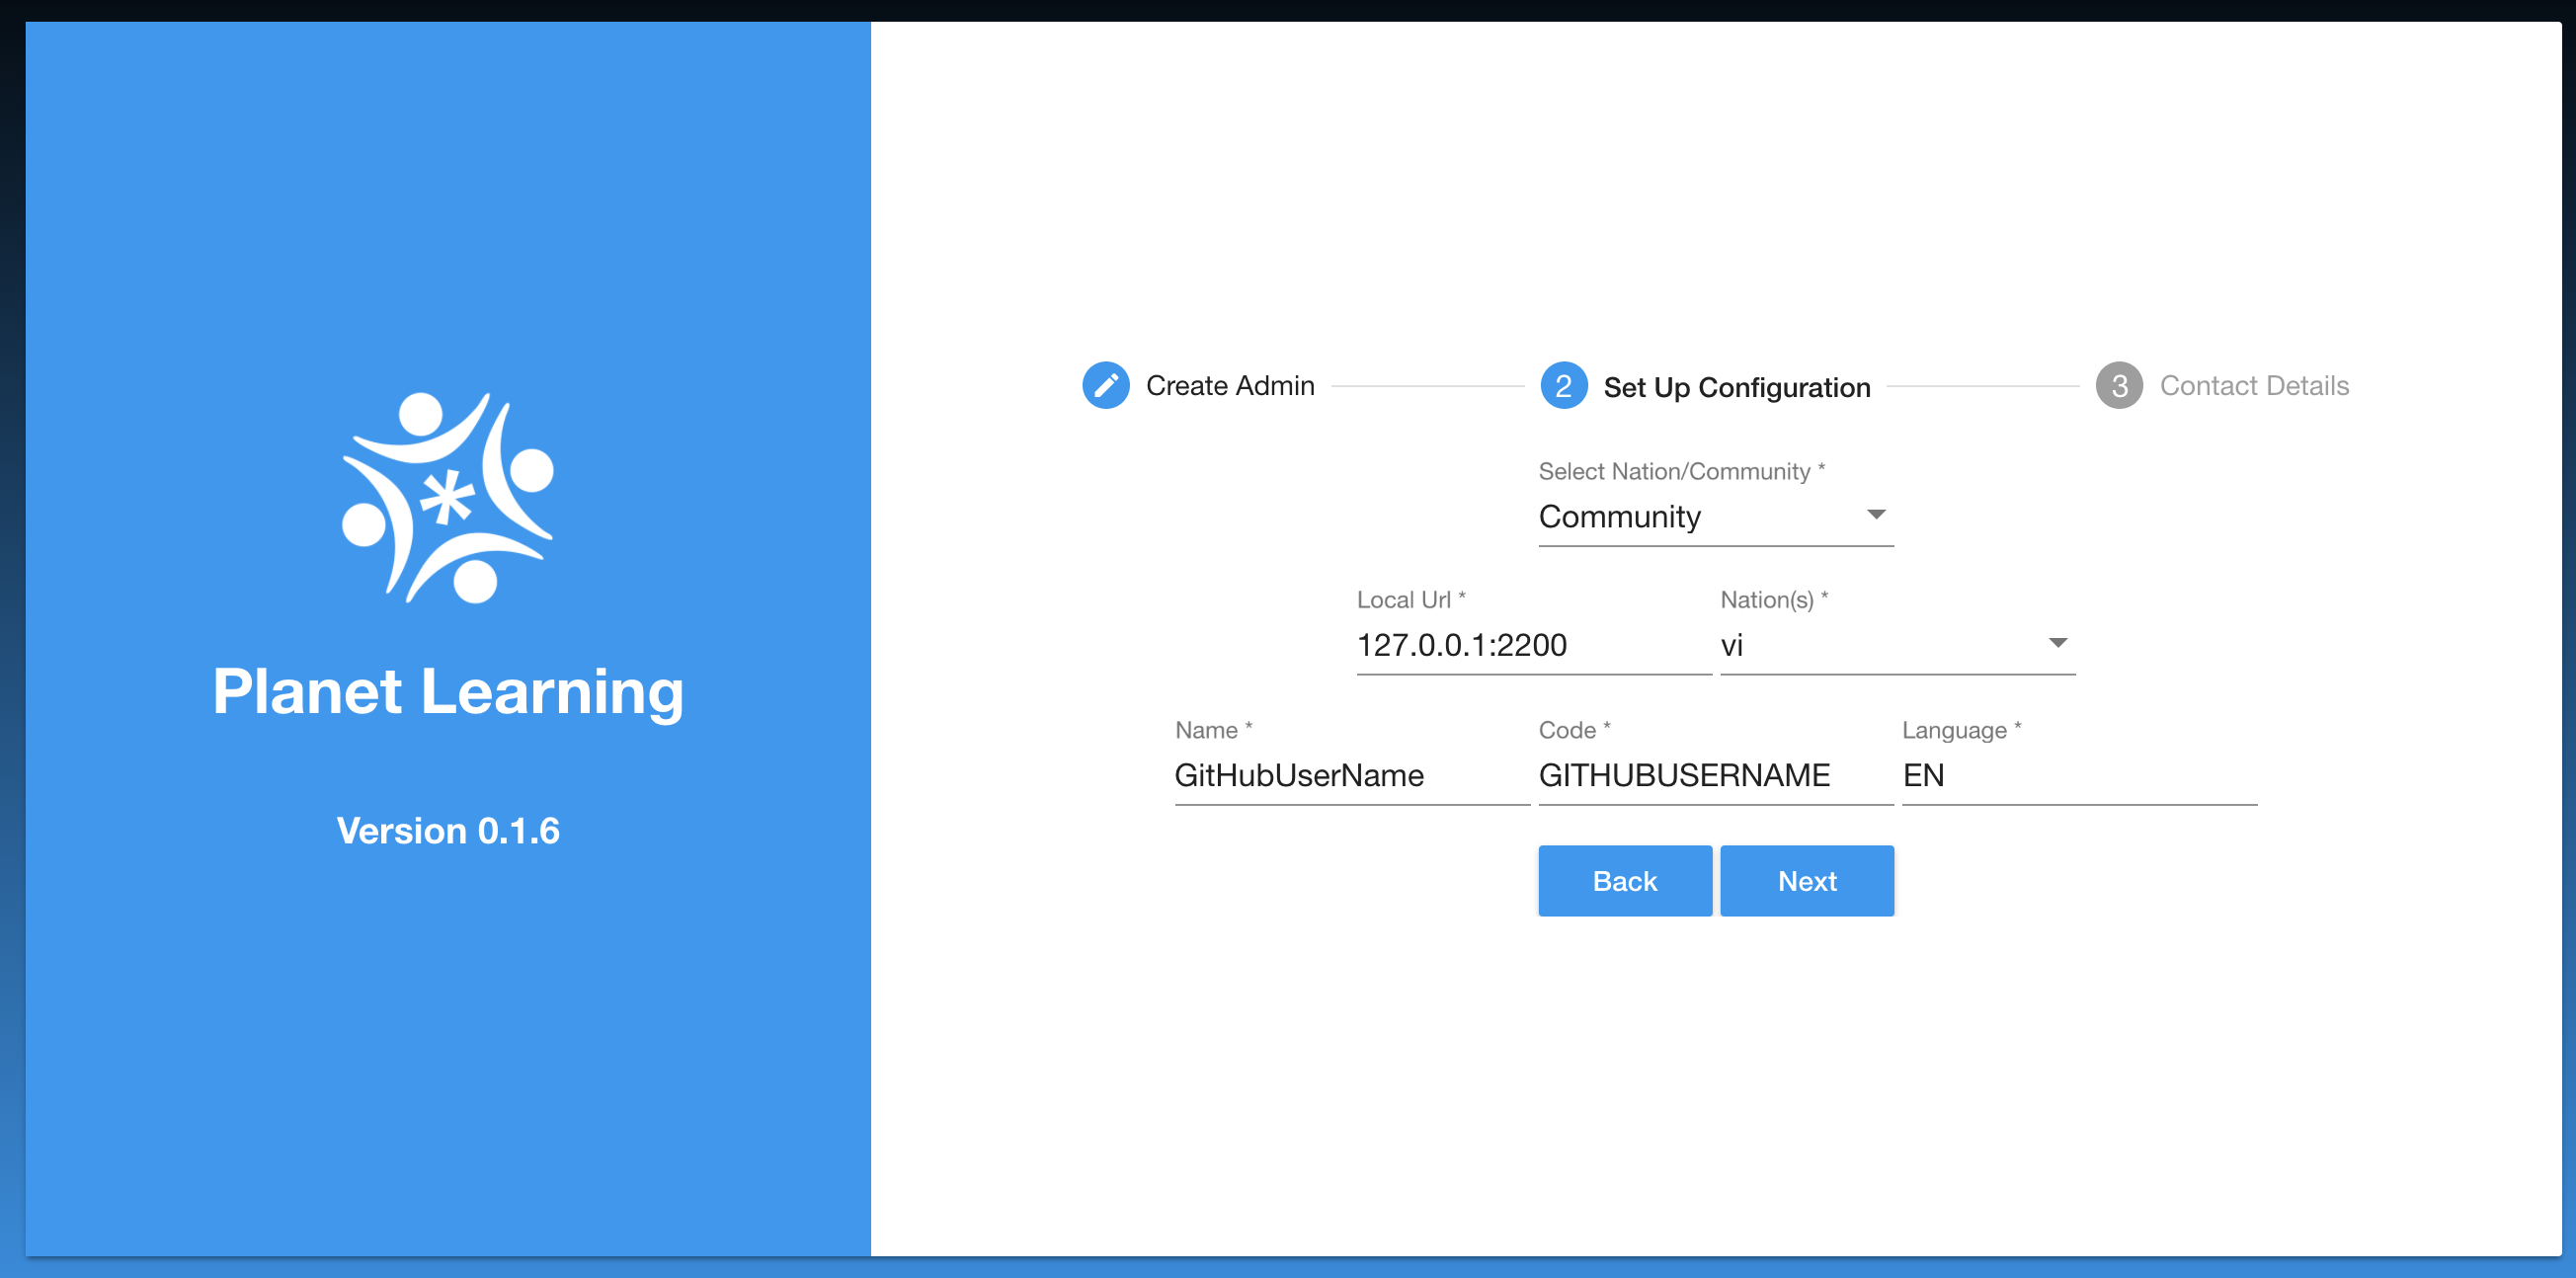 Planet Learning
Version 0.1.6
Create Admin
2 Set Up Configuration
3 Contact Details
Select Nation/Community *
Community
Local Url *
127.0.0.1:2200
Nation(s) *
vi
Name *
GitHubUserName
Code *
GITHUBUSERNAME
Language *
EN
Back
Next